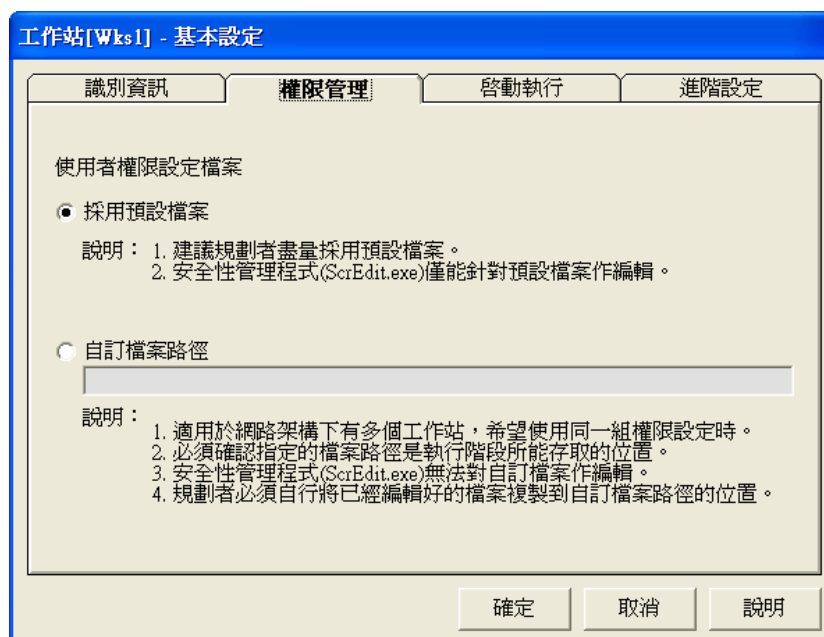 工作站[Wks1] - 基本設定
識別資訊 權限管理 啓動執行 進階設定
使用者權限設定檔案
採用預設檔案
說明： 1. 建議規劃者盡量採用預設檔案。
2. 安全性管理程式(ScrEdit.exe)僅能針對預設檔案作編輯。
自訂檔案路徑
說明： 1. 適用於網路架構下有多個工作站，希望使用同一組權限設定時。
2. 必須確認指定的檔案路徑是執行階段所能存取的位置。
3. 安全性管理程式(ScrEdit.exe)無法對自訂檔案作編輯。
4. 規劃者必須自行將已經編輯好的檔案複製到自訂檔案路徑的位置。
確定 取消 說明